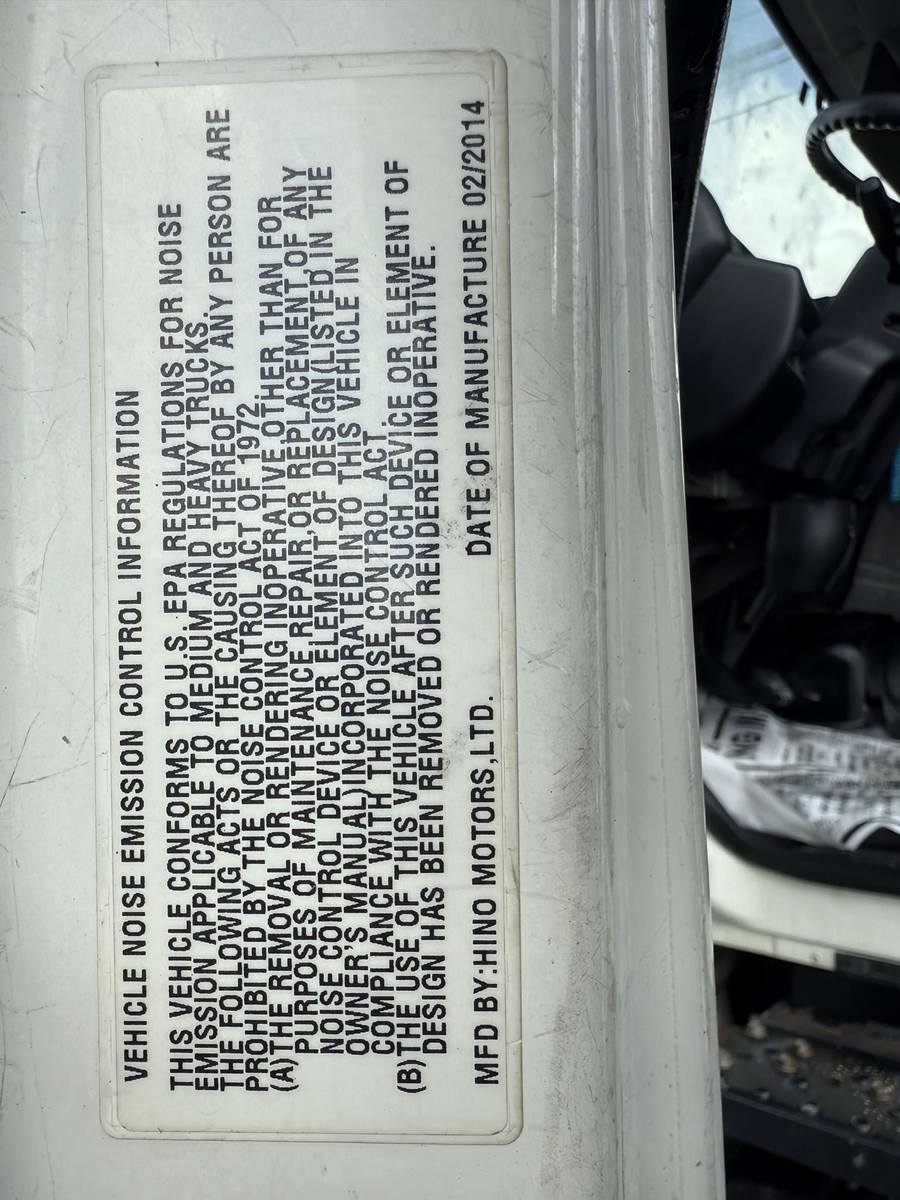 VEHICLE NOISE EMISSION CONTROL INFORMATION
THIS VEHICLE CONFORMS TO U.S. EPA REGULATIONS FOR NOISE
EMISSION APPLICABLE TO MEDIUM AND HEAVY TRUCKS.
THE FOLLOWING ACTS OR THE CAUSING THEREOF BY ANY PERSON ARE
PROHIBITED BY THE NOISE CONTROL ACT OF 1972.
(A)THE REMOVAL OR RENDERING INOPERATIVE,OTHER THAN FOR
PURPOSES OF MAINTENANCE,REPAIR,OR REPLACEMENT,OF ANY
NOISE CONTROL DEVICE OR ELEMENT OF DESIGN(LISTED IN THE
OWNER'S MANUAL)INCORPORATED INTO THIS VEHICLE IN
COMPLIANCE WITH THE NOISE CONTROL ACT.
(B)THE USE OF THIS VEHICLE AFTER SUCH DEVICE OR ELEMENT OF
DESIGN HAS BEEN REMOVED OR RENDERED INOPERATIVE.
MFD BY:HINO MOTORS,LTD. DATE OF MANUFACTURE 02/2014